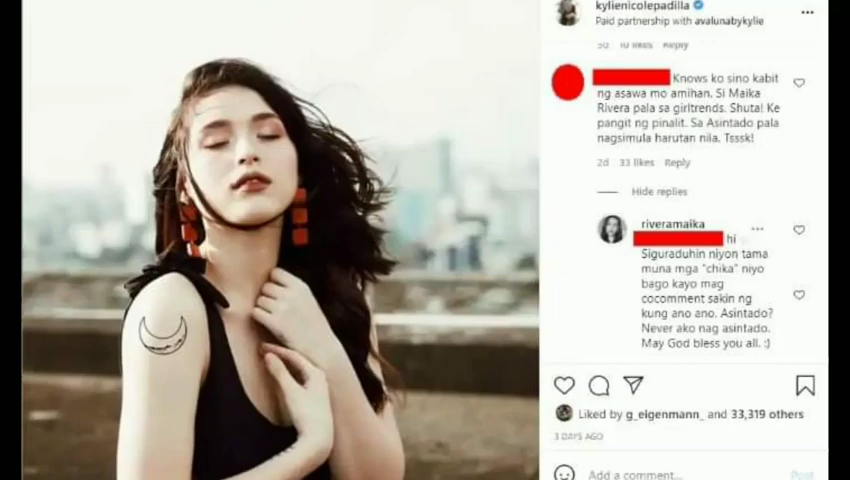 kylienicolepadilla
Paid partnership with avalunabykylie
5d 10 likes Reply
Knows ko sino kabit
ng asawa mo amihan. Si Maika
Rivera pala sa girltrends. Shuta! Ke
pangit ng pinalit. Sa Asintado pala
nagsimula harutan nila. Tsssk!
2d 33 likes Reply
Hide replies
riveramaika
hi
Siguraduhin niyon tama
muna mga "chika" niyo
bago kayo mag
cocomment sakin ng
kung ano ano. Asintado?
Never ako nag asintado.
May God bless you all. :)
Liked by g_eigenmann_ and 33,319 others
3 DAYS AGO
Add a comment...
Post